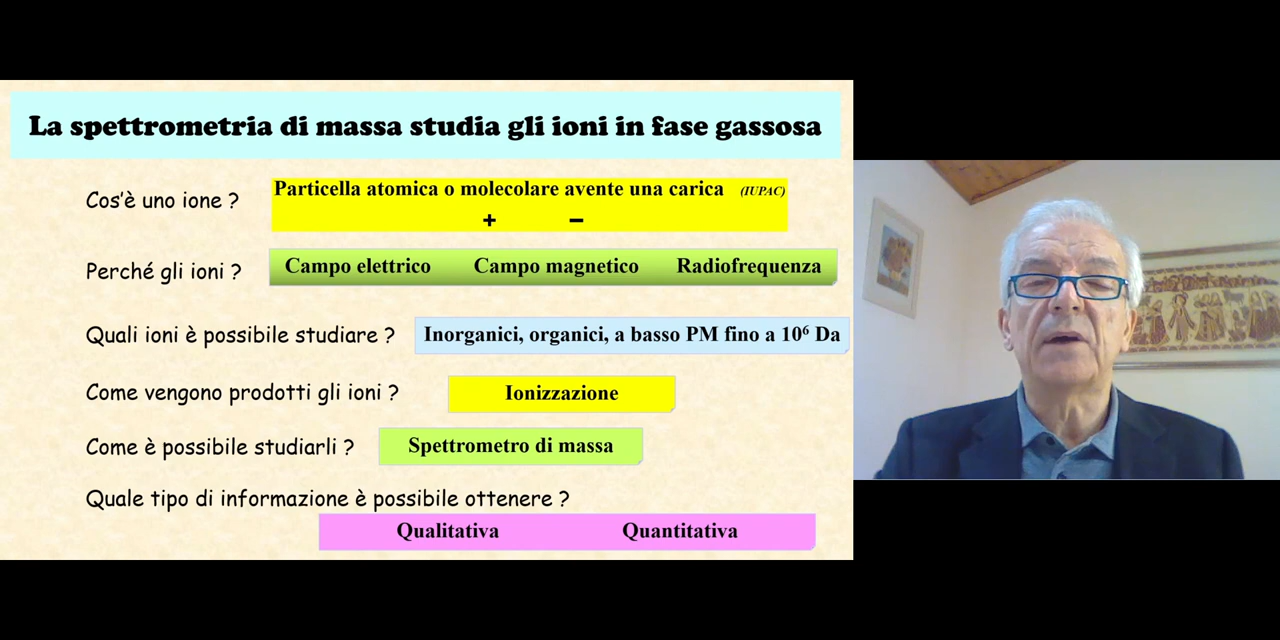 La spettrometria di massa studia gli ioni in fase gassosa
Cos'è uno ione ?
Particella atomica o molecolare avente una carica (IUPAC)
+ −
Perché gli ioni ?
Campo elettrico Campo magnetico Radiofrequenza
Quali ioni è possibile studiare ?
Inorganici, organici, a basso PM fino a 10⁶ Da
Come vengono prodotti gli ioni ?
Ionizzazione
Come è possibile studiarli ?
Spettrometro di massa
Quale tipo di informazione è possibile ottenere ?
Qualitativa Quantitativa